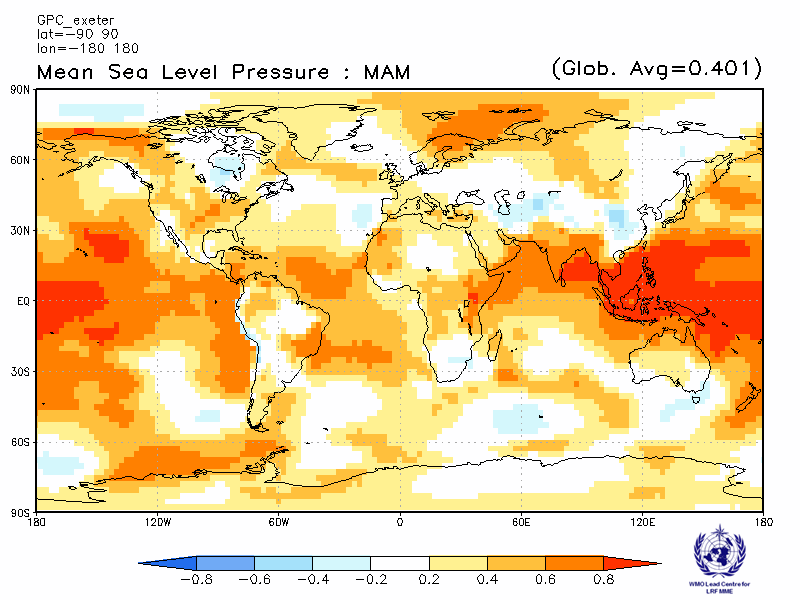 GPC_exeter
lat=−90 90
lon=−180 180
Mean Sea Level Pressure : MAM (Glob. Avg=0.401)
90N
60N
30N
EQ
30S
60S
90S
180 120W 60W 0 60E 120E 180
−0.8 −0.6 −0.4 −0.2 0.2 0.4 0.6 0.8
WMO Lead Centre for
LRF MME